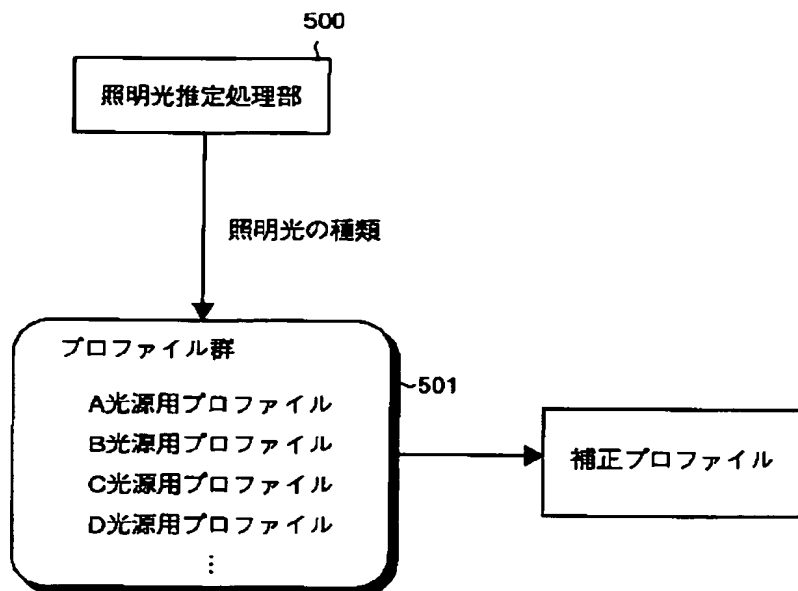 500
照明光推定処理部
照明光の種類
プロファイル群
501
A光源用プロファイル
B光源用プロファイル
C光源用プロファイル
D光源用プロファイル
⋮
補正プロファイル